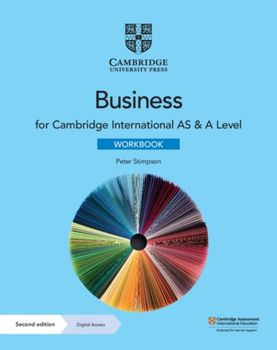 CAMBRIDGE
UNIVERSITY PRESS
Business
for Cambridge International AS & A Level
WORKBOOK
Peter Stimpson
Second edition
Digital Access
Cambridge Assessment
International Education
Endorsed for learner support